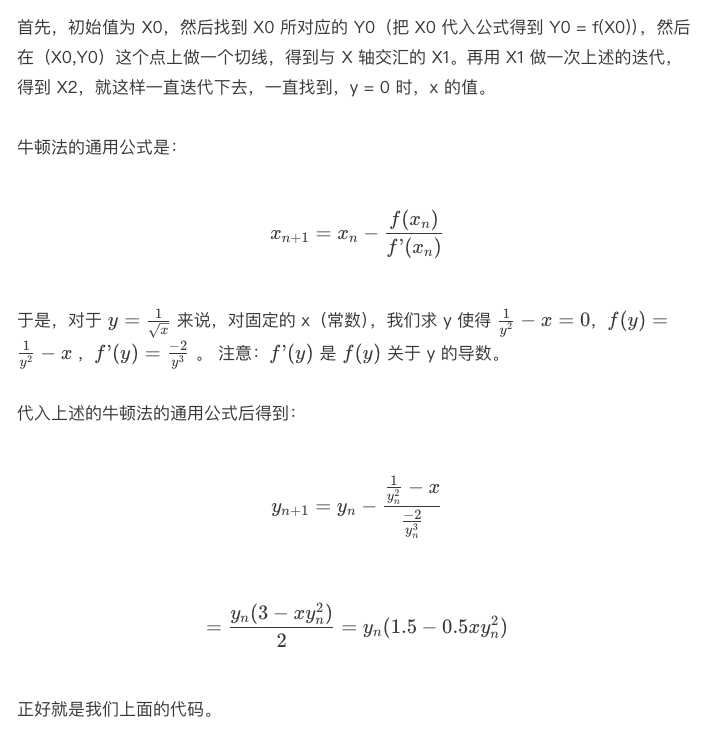 首先，初始值为 X0，然后找到 X0 所对应的 Y0（把 X0 代入公式得到 Y0 = f(X0)），然后
在（X0,Y0）这个点上做一个切线，得到与 X 轴交汇的 X1。再用 X1 做一次上述的迭代，
得到 X2，就这样一直迭代下去，一直找到，y = 0 时，x 的值。
牛顿法的通用公式是：
x_{n+1} = x_n - \frac{f(x_n)}{f’(x_n)}
于是，对于 y = \frac{1}{\sqrt{x}} 来说，对固定的 x（常数），我们求 y 使得 \frac{1}{y^2} - x = 0，f(y) =
\frac{1}{y^2} - x ，f’(y) = \frac{-2}{y^3} 。 注意：f’(y) 是 f(y) 关于 y 的导数。
代入上述的牛顿法的通用公式后得到：
y_{n+1} = y_n - \frac{\frac{1}{y_n^2} - x}{\frac{-2}{y_n^3}}
= \frac{y_n(3 - xy_n^2)}{2} = y_n(1.5 - 0.5xy_n^2)
正好就是我们上面的代码。